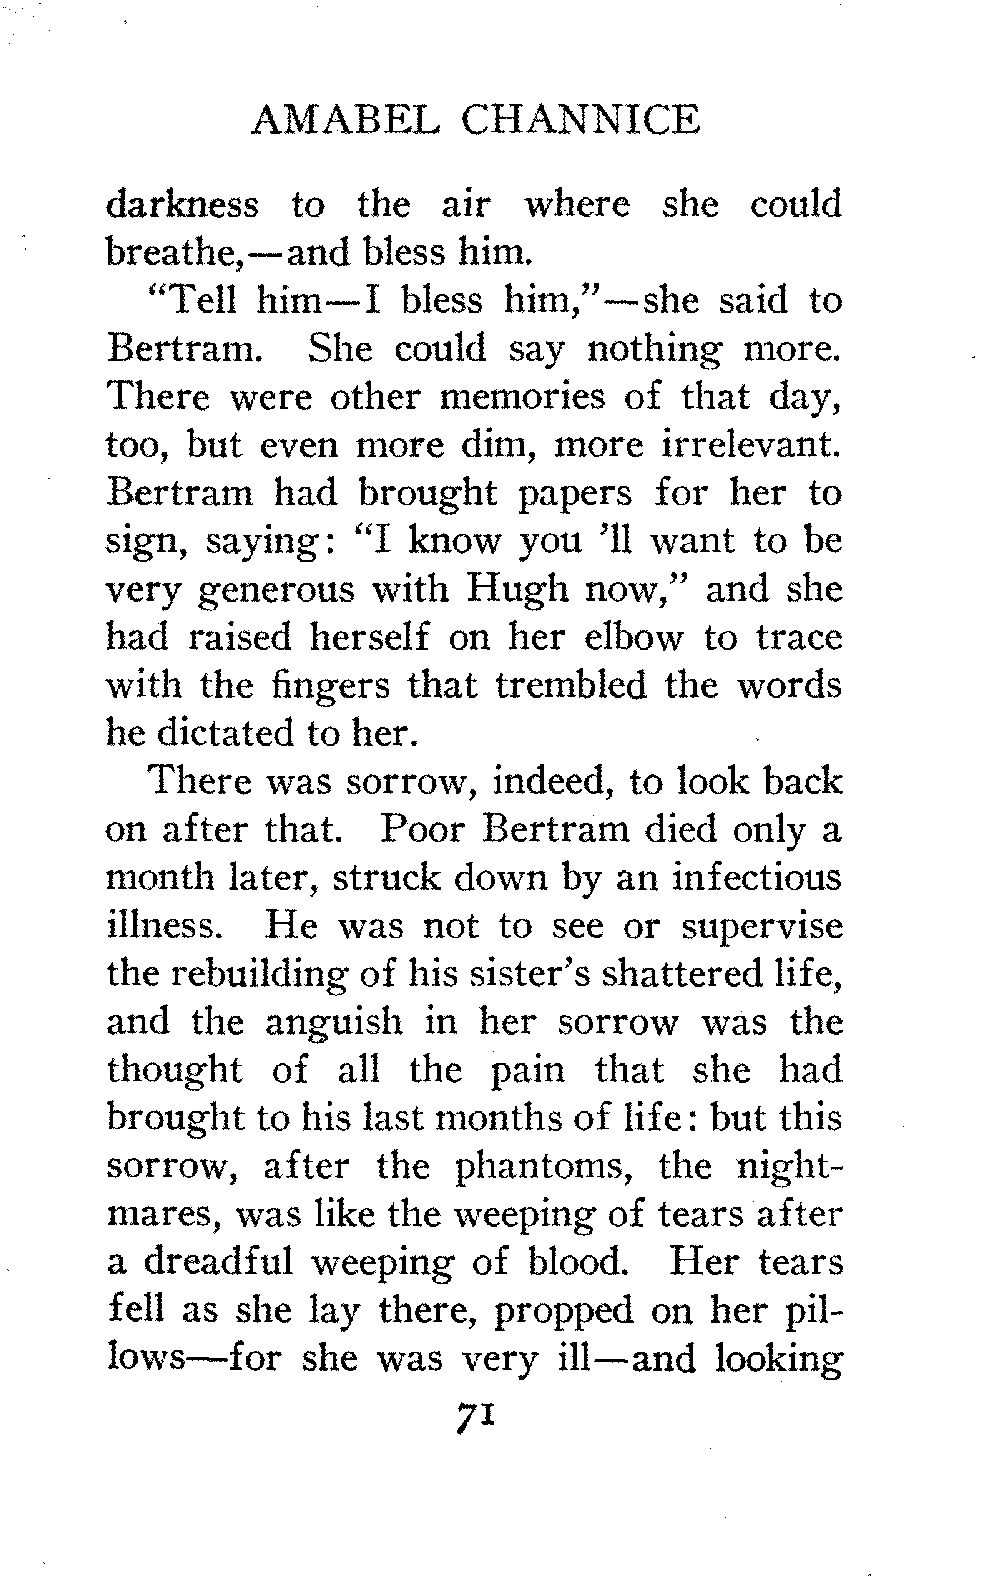 AMABEL CHANNICE
darkness to the air where she could
breathe,—and bless him.
"Tell him—I bless him,"—she said to
Bertram. She could say nothing more.
There were other memories of that day,
too, but even more dim, more irrelevant.
Bertram had brought papers for her to
sign, saying: "I know you 'll want to be
very generous with Hugh now," and she
had raised herself on her elbow to trace
with the fingers that trembled the words
he dictated to her.
There was sorrow, indeed, to look back
on after that. Poor Bertram died only a
month later, struck down by an infectious
illness. He was not to see or supervise
the rebuilding of his sister's shattered life,
and the anguish in her sorrow was the
thought of all the pain that she had
brought to his last months of life: but this
sorrow, after the phantoms, the night-
mares, was like the weeping of tears after
a dreadful weeping of blood. Her tears
fell as she lay there, propped on her pil-
lows—for she was very ill—and looking
71